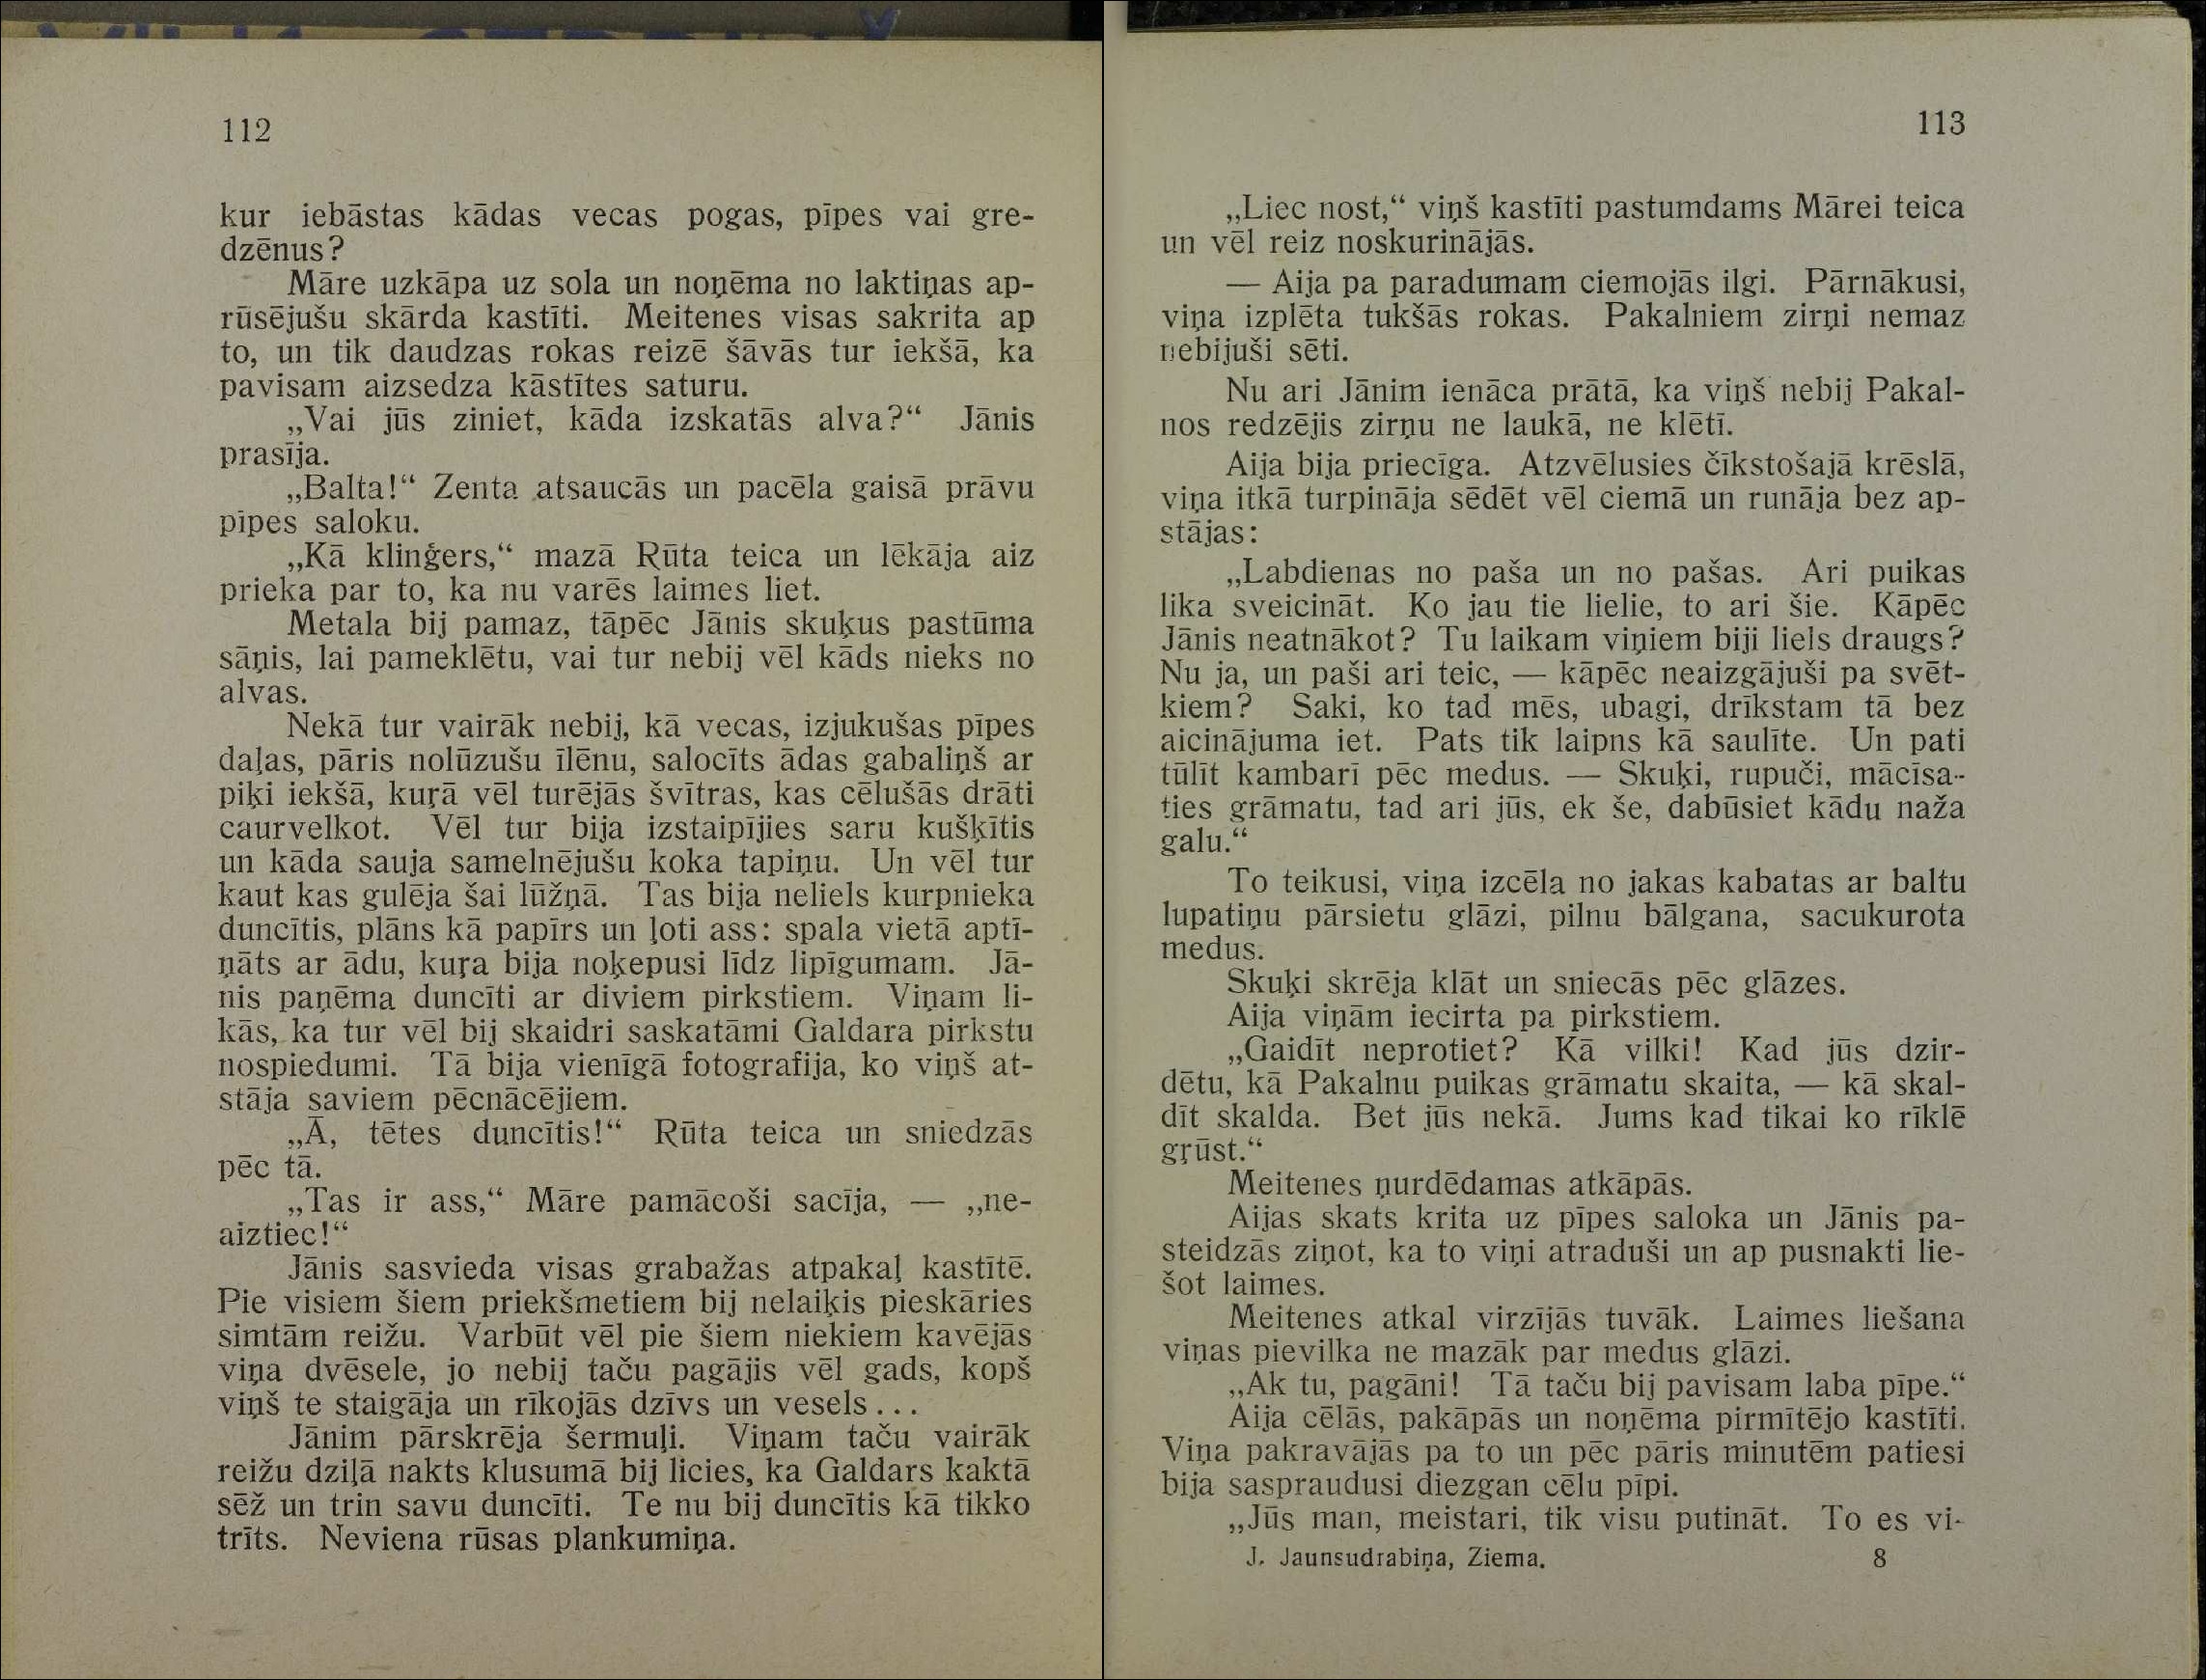 112
kur iebāstas kādas vecas pogas, pīpes vai gre-
dzēnus?
Māre uzkāpa uz sola un noņēma no laktiņas ap-
rūsējušu skārda kastīti. Meitenes visas sakrita ap
to, un tik daudzas rokas reizē šāvās tur iekšā, ka
pavisam aizsedza kāstītes saturu.
„Vai jūs ziniet, kāda izskatās alva?“ Jānis
prasīja.
„Balta!“ Zenta atsaucās un pacēla gaisā prāvu
pīpes saloku.
„Kā klinģers,“ mazā Rūta teica un lēkāja aiz
prieka par to, ka nu varēs laimes liet.
Metala bij pamaz, tāpēc Jānis skuķus pastūma
sāņis, lai pameklētu, vai tur nebij vēl kāds nieks no
alvas.
Nekā tur vairāk nebij, kā vecas, izjukušas pīpes
daļas, pāris nolūzušu īlēnu, salocīts ādas gabaliņš ar
piķi iekšā, kuŗā vēl turējās švītras, kas cēlušās drāti
caurvelkot. Vēl tur bija izstaipījies saru kušķītis
un kāda sauja samelnējušu koka tapiņu. Un vēl tur
kaut kas gulēja šai lūžņā. Tas bija neliels kurpnieka
duncītis, plāns kā papīrs un ļoti ass: spala vietā aptī-
ņāts ar ādu, kuŗa bija noķepusi līdz lipīgumam. Jā-
nis paņēma duncīti ar diviem pirkstiem. Viņam li-
kās, ka tur vēl bij skaidri saskatāmi Galdara pirkstu
nospiedumi. Tā bija vienīgā fotografija, ko viņš at-
stāja saviem pēcnācējiem.
„Ā, tētes duncītis!“ Rūta teica un sniedzās
pēc tā.
„Tas ir ass,“ Māre pamācoši sacīja, — „ne-
aiztiec!“
Jānis sasvieda visas grabažas atpakaļ kastītē.
Pie visiem šiem priekšmetiem bij nelaiķis pieskāries
simtām reižu. Varbūt vēl pie šiem niekiem kavējās
viņa dvēsele, jo nebij taču pagājis vēl gads, kopš
viņš te staigāja un rīkojās dzīvs un vesels . . .
Jānim pārskrēja šermuļi. Viņam taču vairāk
reižu dziļā nakts klusumā bij licies, ka Galdars kaktā
sēž un trin savu duncīti. Te nu bij duncītis kā tikko
trīts. Neviena rūsas plankumiņa.
113
„Liec nost,“ viņš kastīti pastumdams Mārei teica
un vēl reiz noskurinājās.
— Aija pa paradumam ciemojās ilgi. Pārnākusi,
viņa izplēta tukšās rokas. Pakalniem zirņi nemaz
nebijuši sēti.
Nu ari Jānim ienāca prātā, ka viņš nebij Pakal-
nos redzējis zirņu ne laukā, ne klētī.
Aija bija priecīga. Atzvēlusies čīkstošajā krēslā,
viņa itkā turpināja sēdēt vēl ciemā un runāja bez ap-
stājas:
„Labdienas no paša un no pašas. Ari puikas
lika sveicināt. Ko jau tie lielie, to ari šie. Kāpēc
Jānis neatnākot? Tu laikam viņiem biji liels draugs?
Nu ja, un paši ari teic, — kāpēc neaizgājuši pa svēt-
kiem? Saki, ko tad mēs, ubagi, drīkstam tā bez
aicinājuma iet. Pats tik laipns kā saulīte. Un pati
tūlīt kambarī pēc medus. — Skuķi, rupuči, mācīsa-
ties grāmatu, tad ari jūs, ek še, dabūsiet kādu naža
galu.“
To teikusi, viņa izcēla no jakas kabatas ar baltu
lupatiņu pārsietu glāzi, pilnu bālgana, sacukurota
medus.
Skuķi skrēja klāt un sniecās pēc glāzes.
Aija viņām iecirta pa pirkstiem.
„Gaidīt neprotiet? Kā vilki! Kad jūs dzir-
dētu, kā Pakalnu puikas grāmatu skaita, — kā skal-
dīt skalda. Bet jūs nekā. Jums kad tikai ko rīklē
gŗūst.“
Meitenes ņurdēdamas atkāpās.
Aijas skats krita uz pīpes saloka un Jānis pa-
steidzās ziņot, ka to viņi atraduši un ap pusnakti lie-
šot laimes.
Meitenes atkal virzījās tuvāk. Laimes liešana
viņas pievilka ne mazāk par medus glāzi.
„Ak tu, pagāni! Tā taču bij pavisam laba pīpe.“
Aija cēlās, pakāpās un noņēma pirmītējo kastīti.
Viņa pakravājās pa to un pēc pāris minutēm patiesi
bija saspraudusi diezgan cēlu pīpi.
„Jūs man, meistari, tik visu putināt. To es vi-
J. Jaunsudrabiņa, Ziema. 8